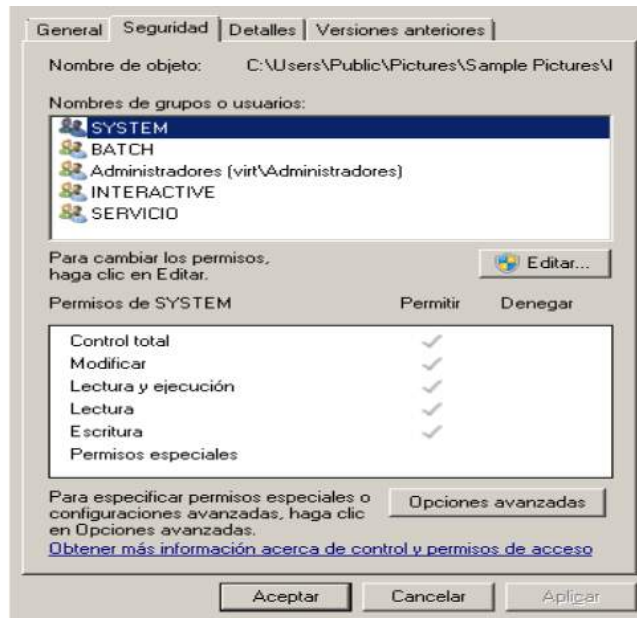 General Seguridad Detalles Versiones anteriores
Nombre de objeto: C:\Users\Public\Pictures\Sample Pictures\I
Nombres de grupos o usuarios:
SYSTEM
BATCH
Administradores (virt\Administradores)
INTERACTIVE
SERVICIO
Para cambiar los permisos,
haga clic en Editar.
Editar...
Permisos de SYSTEM Permitir Denegar
Control total
Modificar
Lectura y ejecución
Lectura
Escritura
Permisos especiales
Para especificar permisos especiales o
configuraciones avanzadas, haga clic
en Opciones avanzadas.
Opciones avanzadas
Obtener más información acerca de control y permisos de acceso
Aceptar Cancelar Aplicar